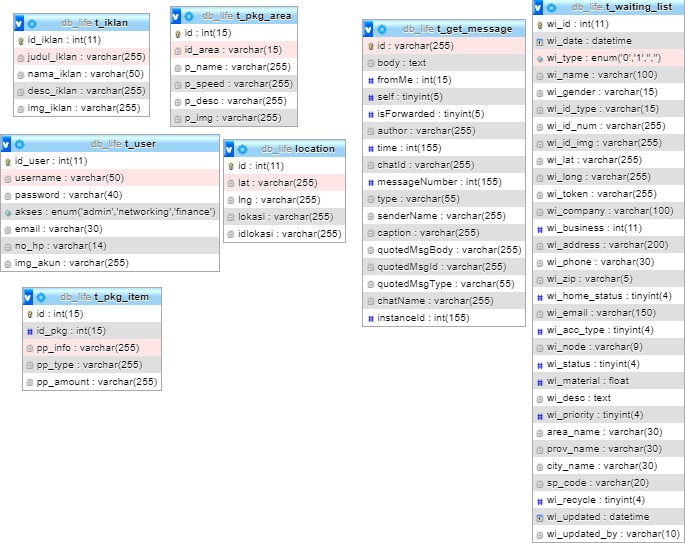 db_life t_iklan
id_iklan : int(11)
judul_iklan : varchar(255)
nama_iklan : varchar(50)
desc_iklan : varchar(255)
img_iklan : varchar(255)
db_life t_pkg_area
id : int(15)
id_area : varchar(15)
p_name : varchar(255)
p_speed : varchar(255)
p_desc : varchar(255)
p_img : varchar(255)
db_life t_user
id_user : int(11)
username : varchar(50)
password : varchar(40)
akses : enum('admin','networking','finance')
email : varchar(30)
no_hp : varchar(14)
img_akun : varchar(255)
db_life location
id : int(11)
lat : varchar(255)
lng : varchar(255)
lokasi : varchar(255)
idlokasi : varchar(255)
db_life t_pkg_item
id : int(15)
id_pkg : int(15)
pp_info : varchar(255)
pp_type : varchar(255)
pp_amount : varchar(255)
db_life t_get_message
id : varchar(255)
body : text
fromMe : int(15)
self : tinyint(5)
isForwarded : tinyint(5)
author : varchar(255)
time : int(155)
chatId : varchar(255)
messageNumber : int(155)
type : varchar(55)
senderName : varchar(255)
caption : varchar(255)
quotedMsgBody : varchar(255)
quotedMsgId : varchar(255)
quotedMsgType : varchar(55)
chatName : varchar(255)
instanceId : int(155)
db_life t_waiting_list
wi_id : int(11)
wi_date : datetime
wi_type : enum('0','1','','')
wi_name : varchar(100)
wi_gender : varchar(15)
wi_id_type : varchar(15)
wi_id_num : varchar(255)
wi_id_img : varchar(255)
wi_lat : varchar(255)
wi_long : varchar(255)
wi_token : varchar(255)
wi_company : varchar(100)
wi_business : int(11)
wi_address : varchar(200)
wi_phone : varchar(30)
wi_zip : varchar(5)
wi_home_status : tinyint(4)
wi_email : varchar(150)
wi_acc_type : tinyint(4)
wi_node : varchar(9)
wi_status : tinyint(4)
wi_material : float
wi_desc : text
wi_priority : tinyint(4)
area_name : varchar(30)
prov_name : varchar(30)
city_name : varchar(30)
sp_code : varchar(20)
wi_recycle : tinyint(4)
wi_updated : datetime
wi_updated_by : varchar(10)